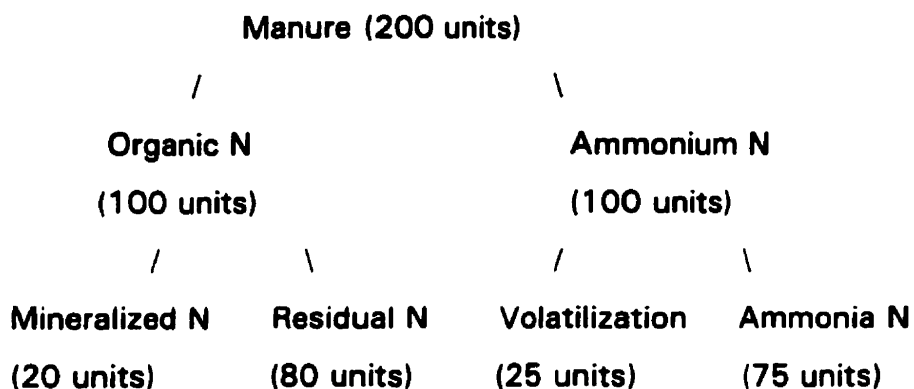 Manure (200 units)
/ \
Organic N Ammonium N
(100 units) (100 units)
/ \ / \
Mineralized N Residual N Volatilization Ammonia N
(20 units) (80 units) (25 units) (75 units)